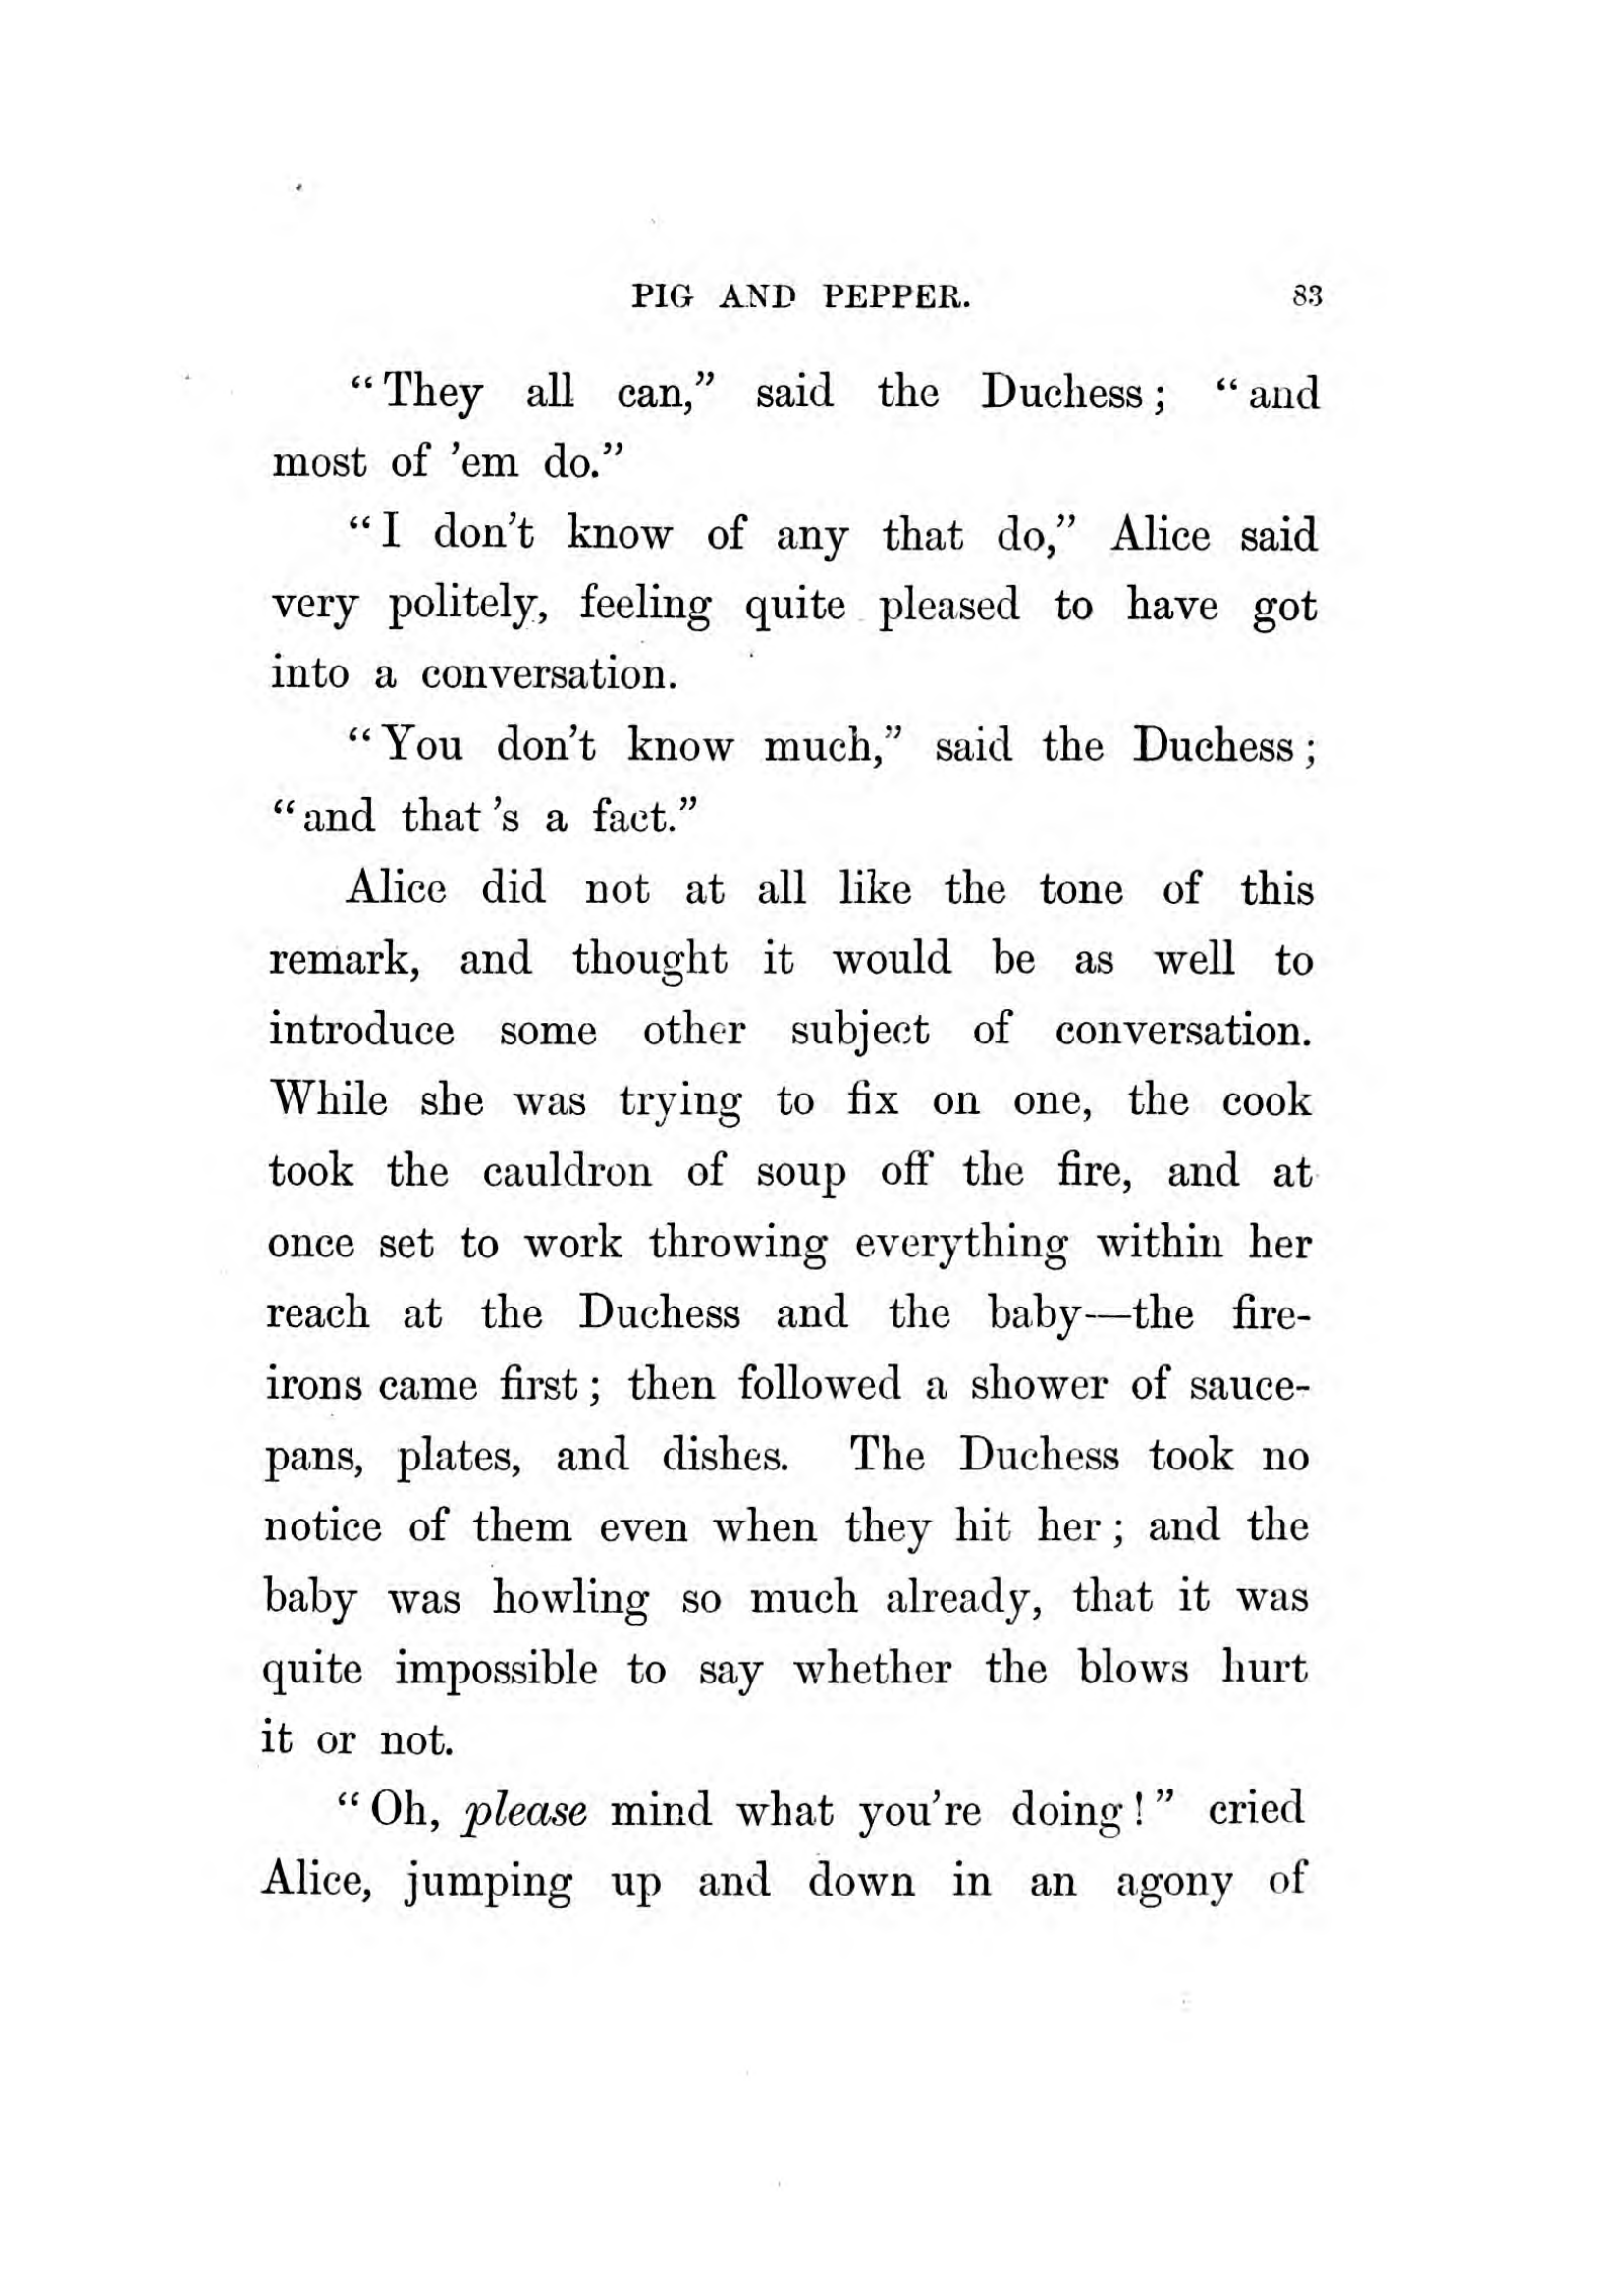 PIG AND PEPPER. 83
“They all can,” said the Duchess; “and
most of ’em do.”
“I don’t know of any that do,” Alice said
very politely, feeling quite pleased to have got
into a conversation.
“You don’t know much,” said the Duchess;
“and that’s a fact.”
Alice did not at all like the tone of this
remark, and thought it would be as well to
introduce some other subject of conversation.
While she was trying to fix on one, the cook
took the cauldron of soup off the fire, and at
once set to work throwing everything within her
reach at the Duchess and the baby—the fire-
irons came first; then followed a shower of sauce-
pans, plates, and dishes. The Duchess took no
notice of them even when they hit her; and the
baby was howling so much already, that it was
quite impossible to say whether the blows hurt
it or not.
“Oh, please mind what you’re doing!” cried
Alice, jumping up and down in an agony of